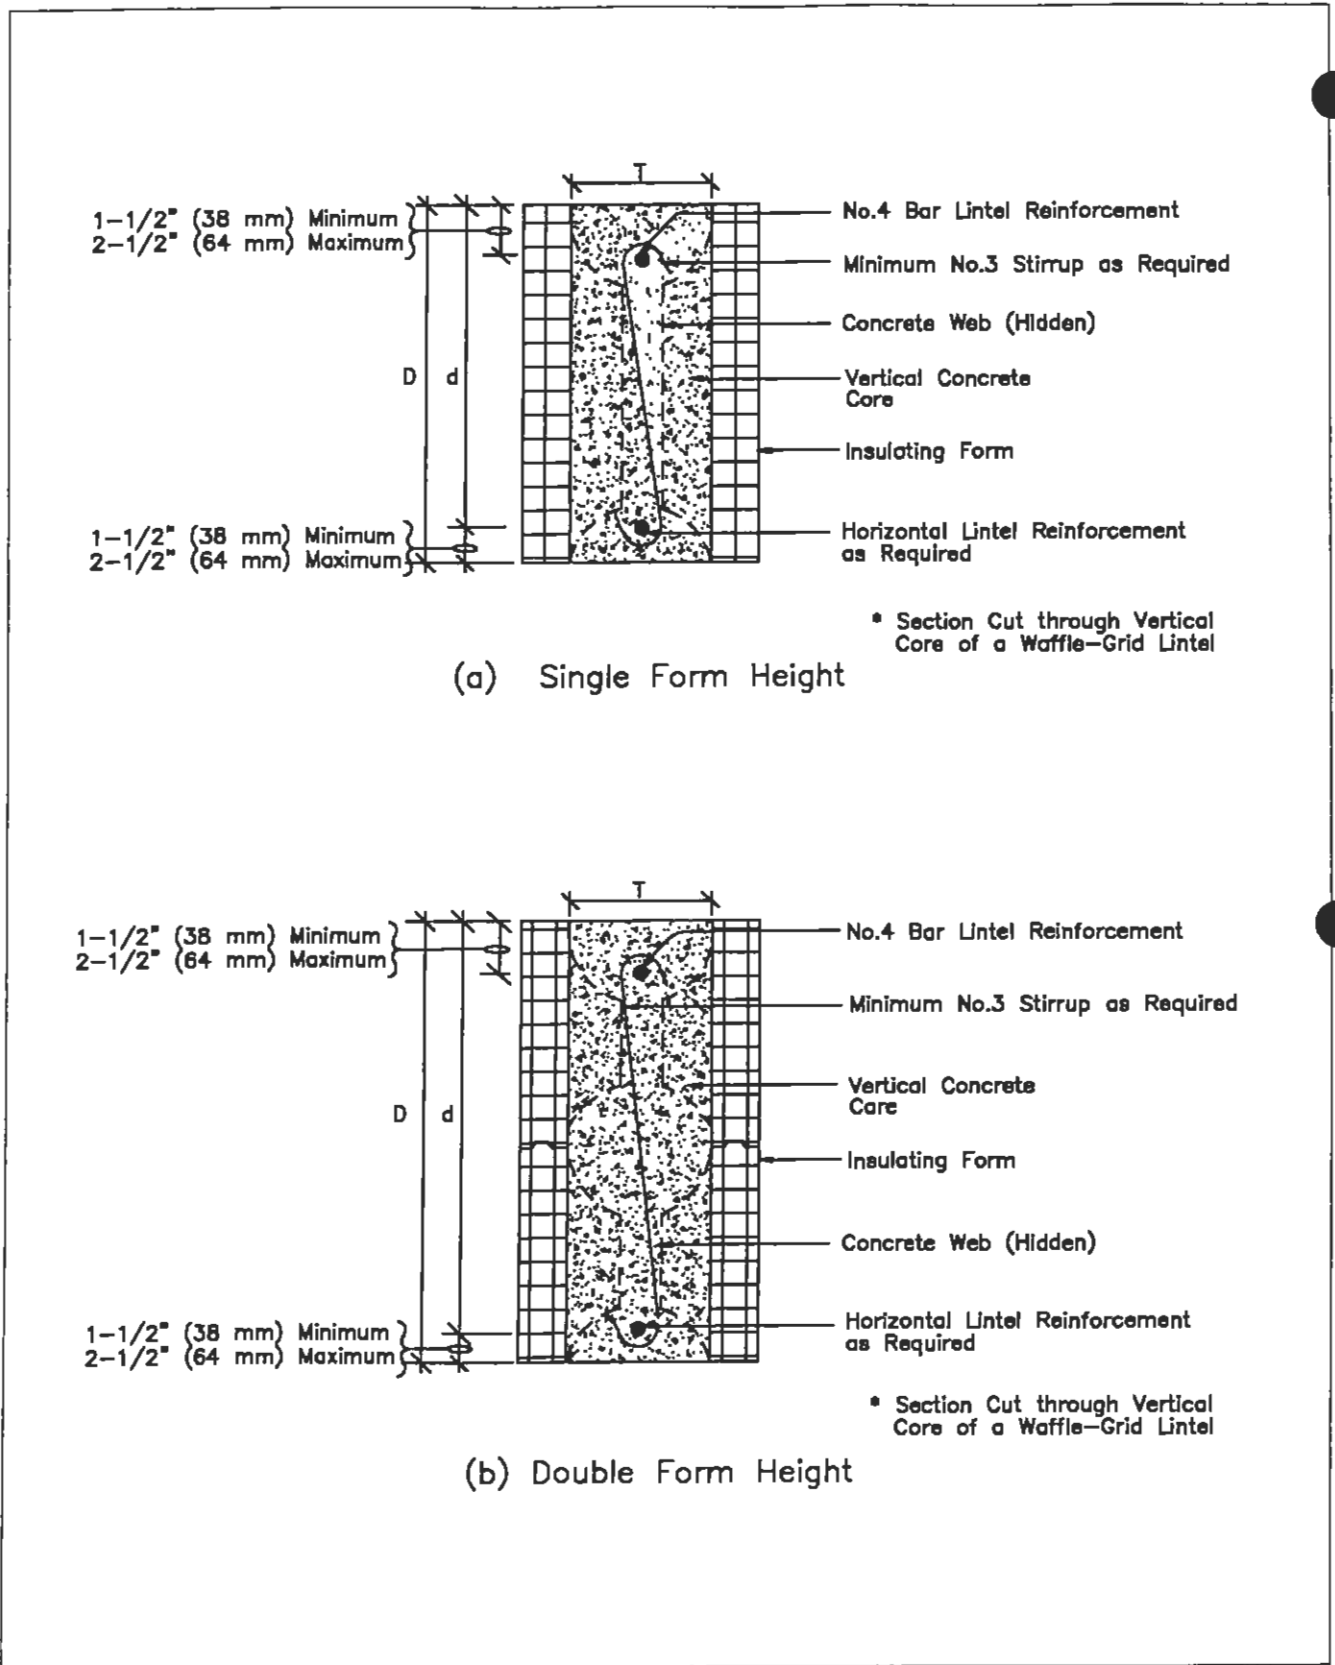 T
1-1/2" (38 mm) Minimum
2-1/2" (64 mm) Maximum
No.4 Bar Lintel Reinforcement
Minimum No.3 Stirrup as Required
Concrete Web (Hidden)
D
d
Vertical Concrete
Core
Insulating Form
1-1/2" (38 mm) Minimum
2-1/2" (64 mm) Maximum
Horizontal Lintel Reinforcement
as Required
* Section Cut through Vertical
Core of a Waffle-Grid Lintel
(a) Single Form Height
T
1-1/2" (38 mm) Minimum
2-1/2" (64 mm) Maximum
No.4 Bar Lintel Reinforcement
Minimum No.3 Stirrup as Required
D
d
Vertical Concrete
Care
Insulating Form
Concrete Web (Hidden)
1-1/2" (38 mm) Minimum
2-1/2" (64 mm) Maximum
Horizontal Lintel Reinforcement
as Required
* Section Cut through Vertical
Core of a Waffle-Grid Lintel
(b) Double Form Height